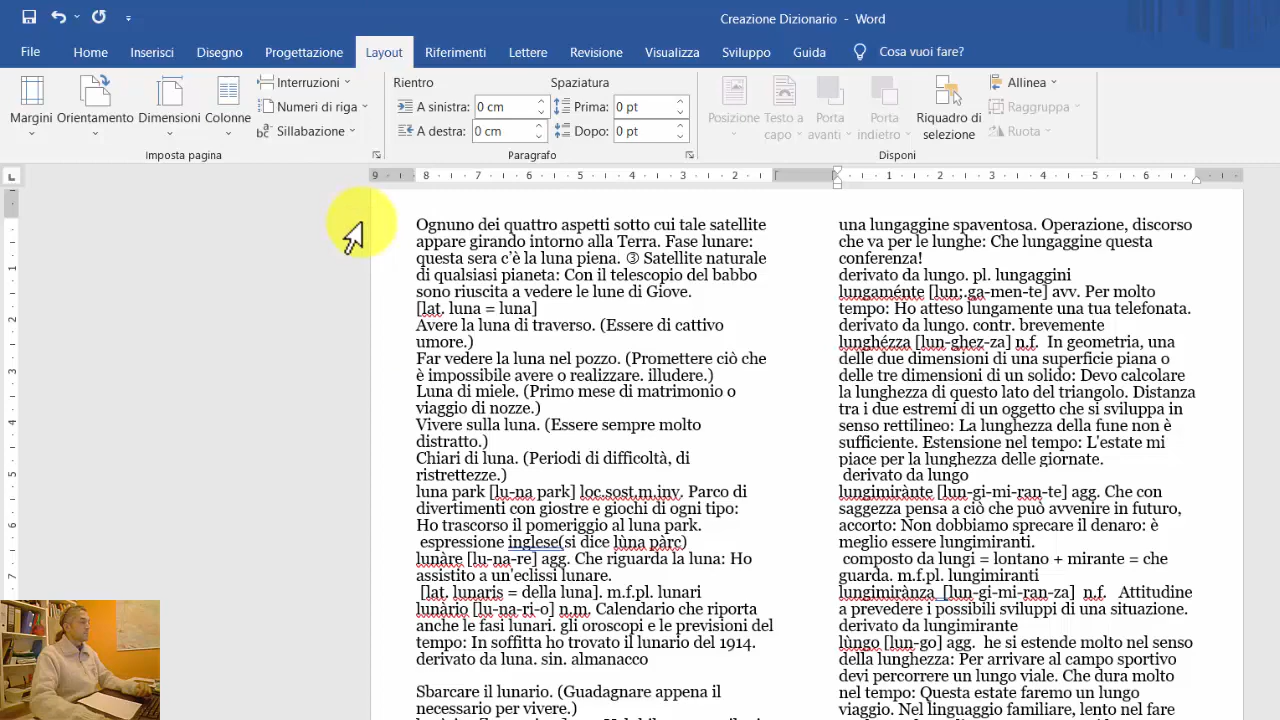 Creazione Dizionario - Word
File Home Inserisci Disegno Progettazione Layout Riferimenti Lettere Revisione Visualizza Sviluppo Guida Cosa vuoi fare?
Margini Orientamento Dimensioni Colonne
Interruzioni
Numeri di riga
Sillabazione
Imposta pagina
Rientro Spaziatura
A sinistra: 0 cm Prima: 0 pt
A destra: 0 cm Dopo: 0 pt
Paragrafo
Posizione Testo a capo Porta avanti Porta indietro Riquadro di selezione
Allinea
Raggruppa
Ruota
Disponi
9 8 7 6 5 4 3 2 1 2 3 4 5 6 7
1
2
3
4
5
6
7
Ognuno dei quattro aspetti sotto cui tale satellite
appare girando intorno alla Terra. Fase lunare:
questa sera c’è la luna piena. ③ Satellite naturale
di qualsiasi pianeta: Con il telescopio del babbo
sono riuscita a vedere le lune di Giove.
[lat. luna = luna]
Avere la luna di traverso. (Essere di cattivo
umore.)
Far vedere la luna nel pozzo. (Promettere ciò che
è impossibile avere o realizzare. illudere.)
Luna di miele. (Primo mese di matrimonio o
viaggio di nozze.)
Vivere sulla luna. (Essere sempre molto
distratto.)
Chiari di luna. (Periodi di difficoltà, di
ristrettezze.)
luna park [lu-na park] loc.sost.m.inv. Parco di
divertimenti con giostre e giochi di ogni tipo:
Ho trascorso il pomeriggio al luna park.
espressione inglese(si dice lùna pàrc)
lunàre [lu-na-re] agg. Che riguarda la luna: Ho
assistito a un'eclissi lunare.
[lat. lunaris = della luna]. m.f.pl. lunari
lunàrio [lu-na-ri-o] n.m. Calendario che riporta
anche le fasi lunari. gli oroscopi e le previsioni del
tempo: In soffitta ho trovato il lunario del 1914.
derivato da luna. sin. almanacco
Sbarcare il lunario. (Guadagnare appena il
necessario per vivere.)
una lungaggine spaventosa. Operazione, discorso
che va per le lunghe: Che lungaggine questa
conferenza!
derivato da lungo. pl. lungaggini
lungaménte [lun;.ga-men-te] avv. Per molto
tempo: Ho atteso lungamente una tua telefonata.
derivato da lungo. contr. brevemente
lunghézza [lun-ghez-za] n.f. In geometria, una
delle due dimensioni di una superficie piana o
delle tre dimensioni di un solido: Devo calcolare
la lunghezza di questo lato del triangolo. Distanza
tra i due estremi di un oggetto che si sviluppa in
senso rettilineo: La lunghezza della fune non è
sufficiente. Estensione nel tempo: L'estate mi
piace per la lunghezza delle giornate.
derivato da lungo
lungimirànte [lun-gi-mi-ran-te] agg. Che con
saggezza pensa a ciò che può avvenire in futuro,
accorto: Non dobbiamo sprecare il denaro: è
meglio essere lungimiranti.
composto da lungi = lontano + mirante = che
guarda. m.f.pl. lungimiranti
lungimirànza [lun-gi-mi-ran-za] n.f. Attitudine
a prevedere i possibili sviluppi di una situazione.
derivato da lungimirante
lùngo [lun-go] agg. he si estende molto nel senso
della lunghezza: Per arrivare al campo sportivo
devi percorrere un lungo viale. Che dura molto
nel tempo: Questa estate faremo un lungo
viaggio. Nel linguaggio familiare, lento nel fare